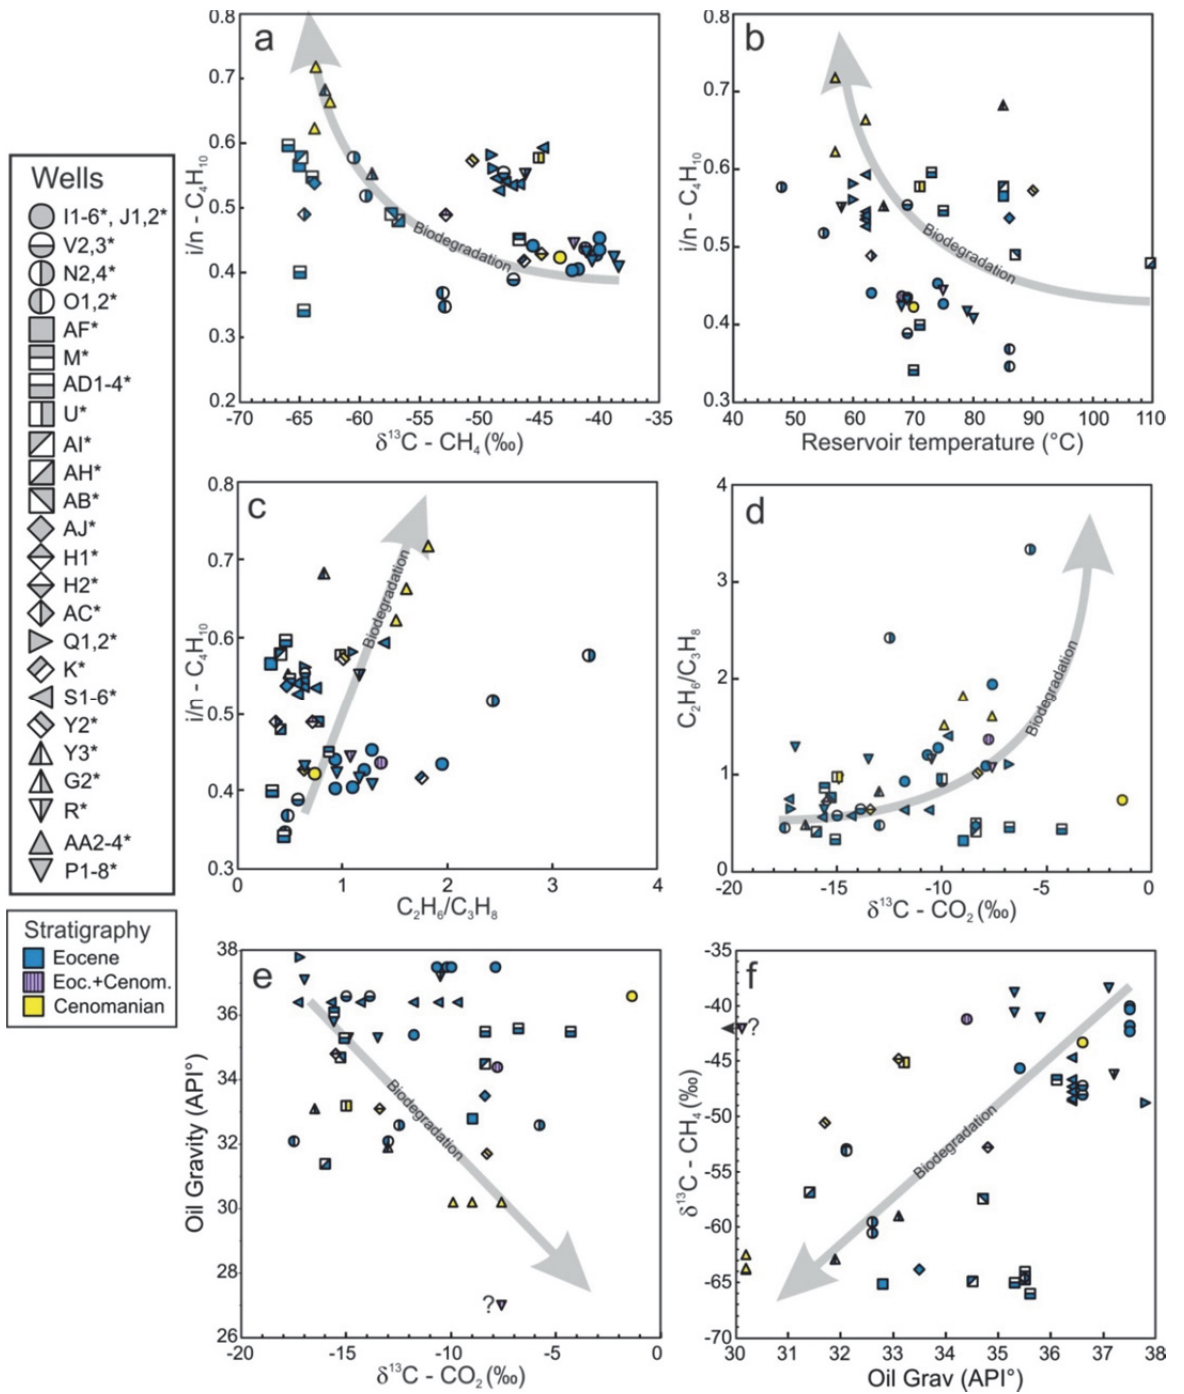 Wells
I1-6*, J1,2*
V2,3*
N2,4*
O1,2*
AF*
M*
AD1-4*
U*
AI*
AH*
AB*
AJ*
H1*
H2*
AC*
Q1,2*
K*
S1-6*
Y2*
Y3*
G2*
R*
AA2-4*
P1-8*
Stratigraphy
Eocene
Eoc.+Cenom.
Cenomanian
a
0.8
0.7
0.6
0.5
0.4
0.3
0.2
i/n - C₄H₁₀
Biodegradation
-70 -65 -60 -55 -50 -45 -40 -35
δ¹³C - CH₄ (‰)
b
0.8
0.7
0.6
0.5
0.4
0.3
i/n - C₄H₁₀
Biodegradation
40 50 60 70 80 90 100 110
Reservoir temperature (°C)
c
0.8
0.7
0.6
0.5
0.4
0.3
i/n - C₄H₁₀
Biodegradation
0 1 2 3 4
C₂H₆/C₃H₈
d
4
3
2
1
0
C₂H₆/C₃H₈
Biodegradation
-20 -15 -10 -5 0
δ¹³C - CO₂ (‰)
e
38
36
34
32
30
28
26
Oil Gravity (API°)
Biodegradation
?
-20 -15 -10 -5 0
δ¹³C - CO₂ (‰)
f
-35
-40
-45
-50
-55
-60
-65
-70
δ¹³C - CH₄ (‰)
?
Biodegradation
30 31 32 33 34 35 36 37 38
Oil Grav (API°)